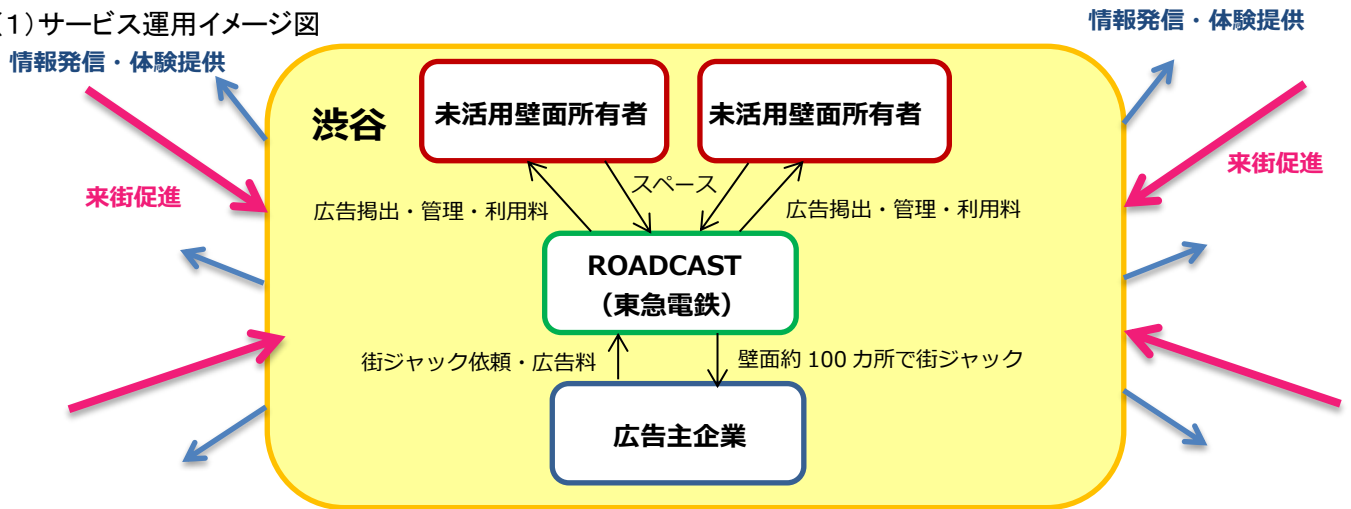 (1)サービス運用イメージ図
情報発信・体験提供
情報発信・体験提供
渋谷
未活用壁面所有者
未活用壁面所有者
来街促進
来街促進
スペース
広告掲出・管理・利用料
広告掲出・管理・利用料
ROADCAST
(東急電鉄)
街ジャック依頼・広告料
壁面約 100 カ所で街ジャック
広告主企業